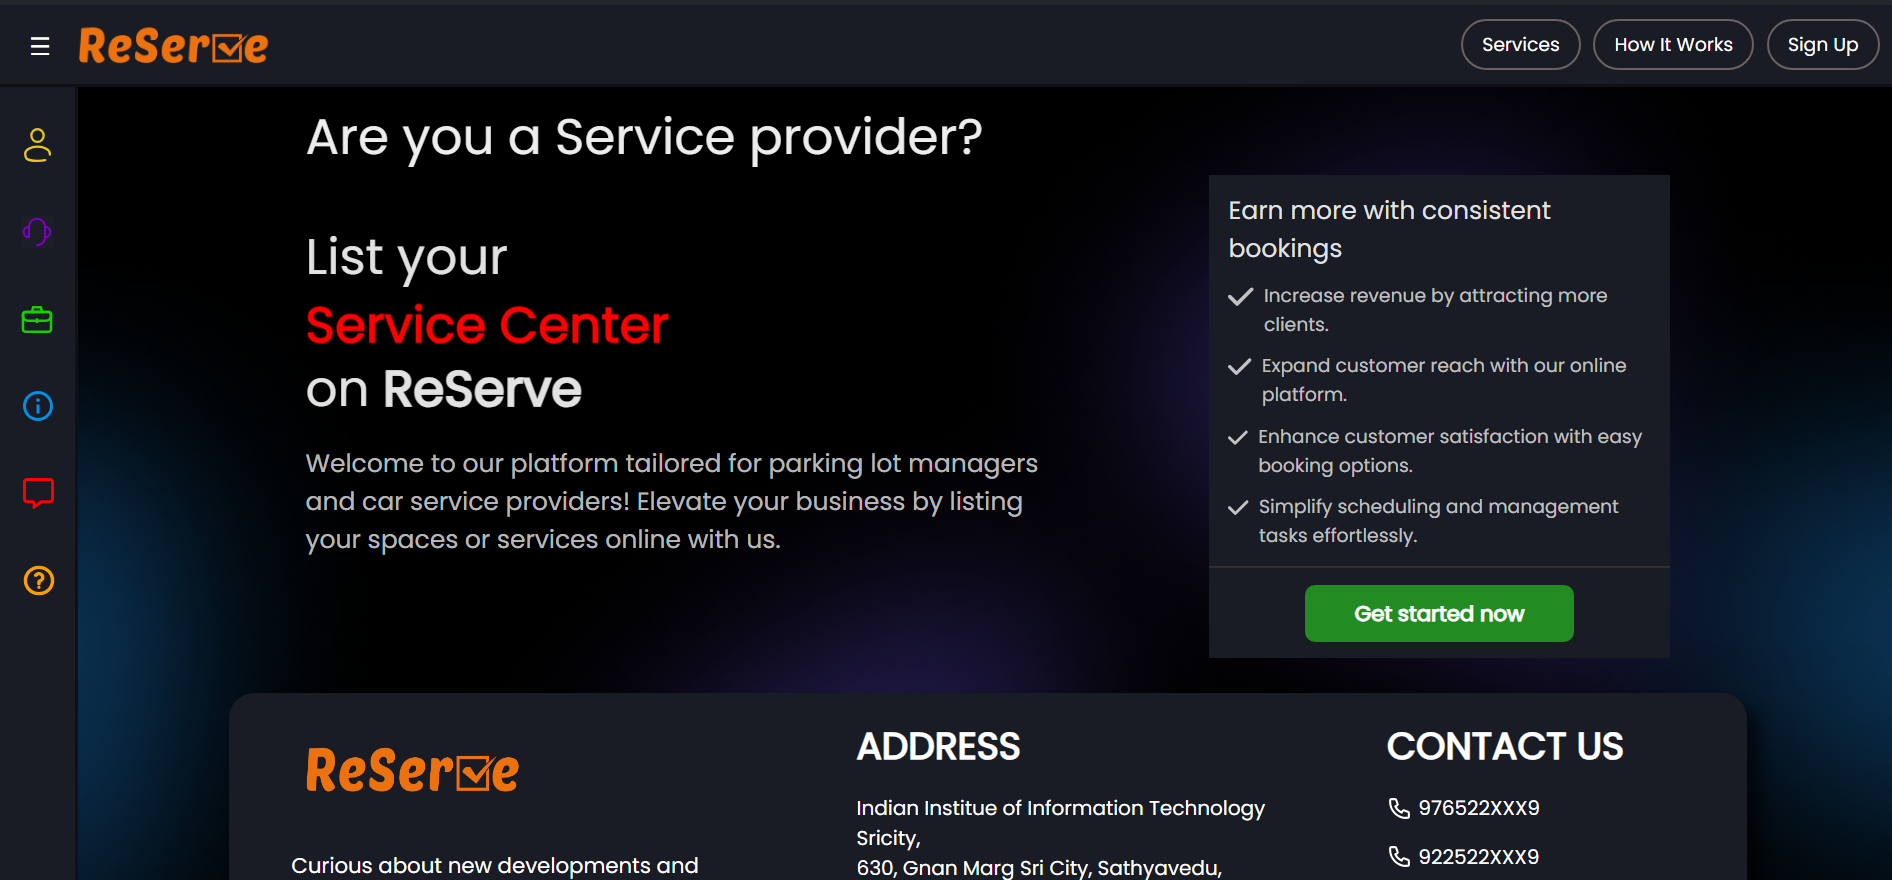 ReServe
Services
How It Works
Sign Up
Are you a Service provider?
List your
Service Center
on ReServe
Welcome to our platform tailored for parking lot managers
and car service providers! Elevate your business by listing
your spaces or services online with us.
Earn more with consistent
bookings
Increase revenue by attracting more
clients.
Expand customer reach with our online
platform.
Enhance customer satisfaction with easy
booking options.
Simplify scheduling and management
tasks effortlessly.
Get started now
ReServe
Curious about new developments and
ADDRESS
Indian Institue of Information Technology
Sricity,
630, Gnan Marg Sri City, Sathyavedu,
CONTACT US
976522XXX9
922522XXX9